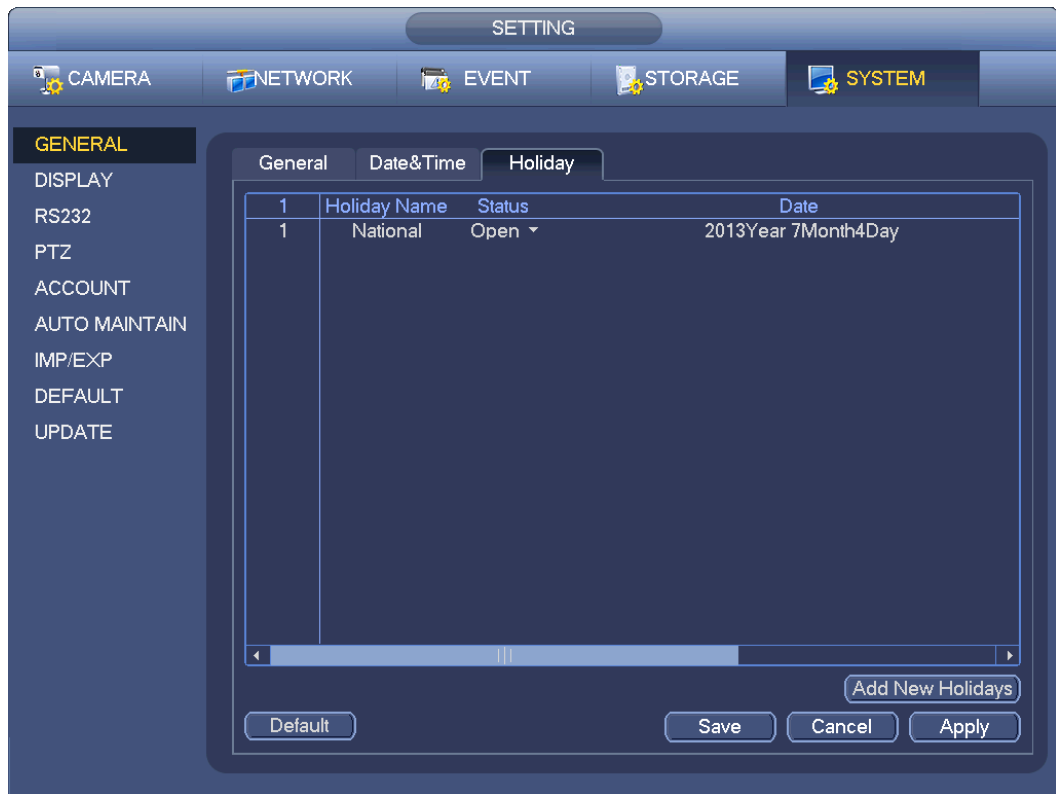 SETTING
CAMERA NETWORK EVENT STORAGE SYSTEM
GENERAL
DISPLAY
RS232
PTZ
ACCOUNT
AUTO MAINTAIN
IMP/EXP
DEFAULT
UPDATE
General Date&Time Holiday
1 Holiday Name Status Date
1 National Open 2013Year 7Month4Day
Add New Holidays
Default Save Cancel Apply